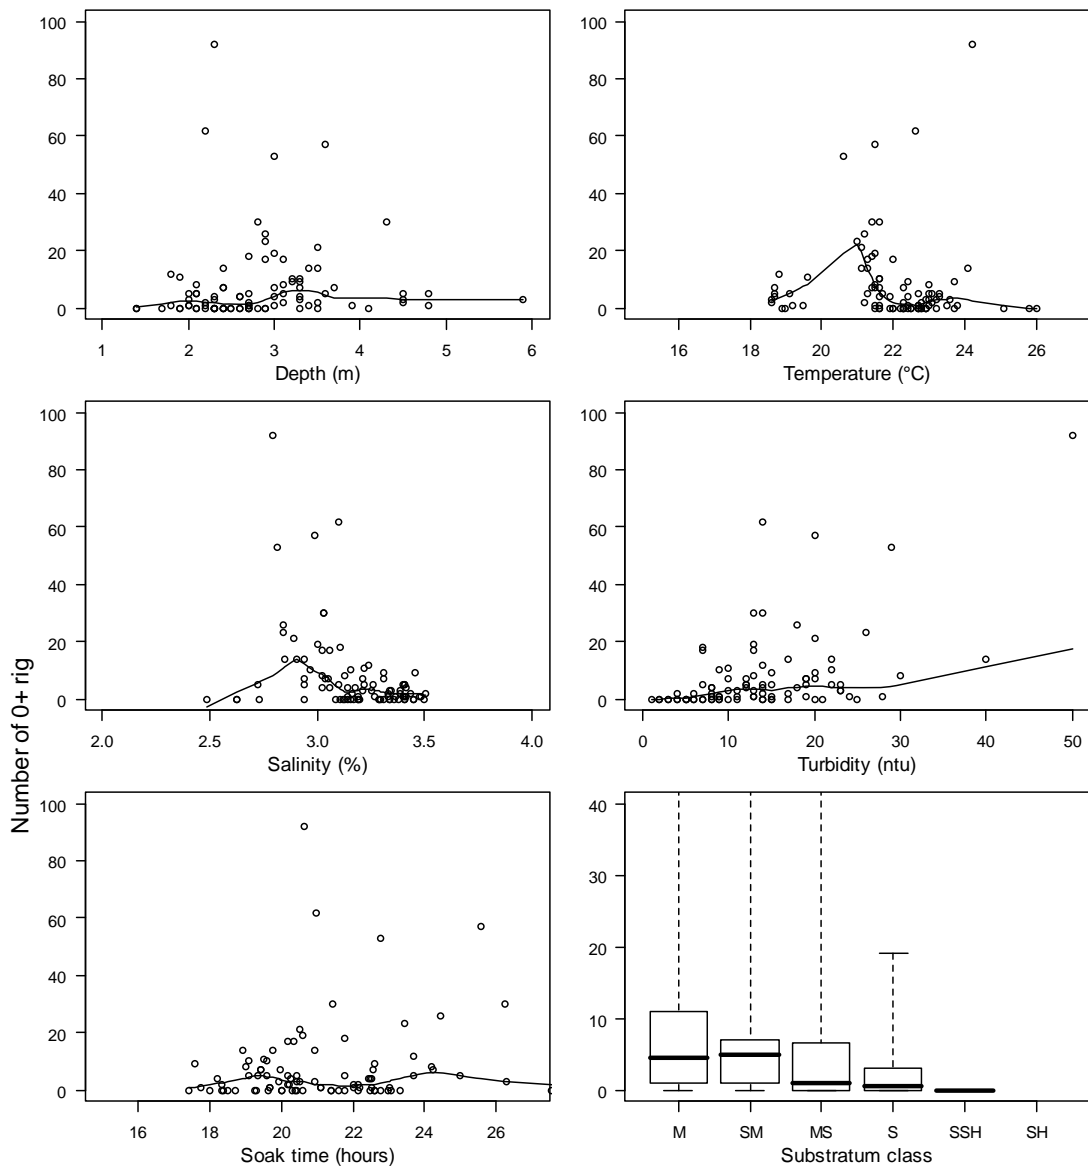 100
80
60
40
20
0
1 2 3 4 5 6
Depth (m)
100
80
60
40
20
0
16 18 20 22 24 26
Temperature (°C)
100
80
60
40
20
0
2.0 2.5 3.0 3.5 4.0
Salinity (%)
100
80
60
40
20
0
0 10 20 30 40 50
Turbidity (ntu)
Number of 0+ rig
100
80
60
40
20
0
16 18 20 22 24 26
Soak time (hours)
40
30
20
10
0
M SM MS S SSH SH
Substratum class